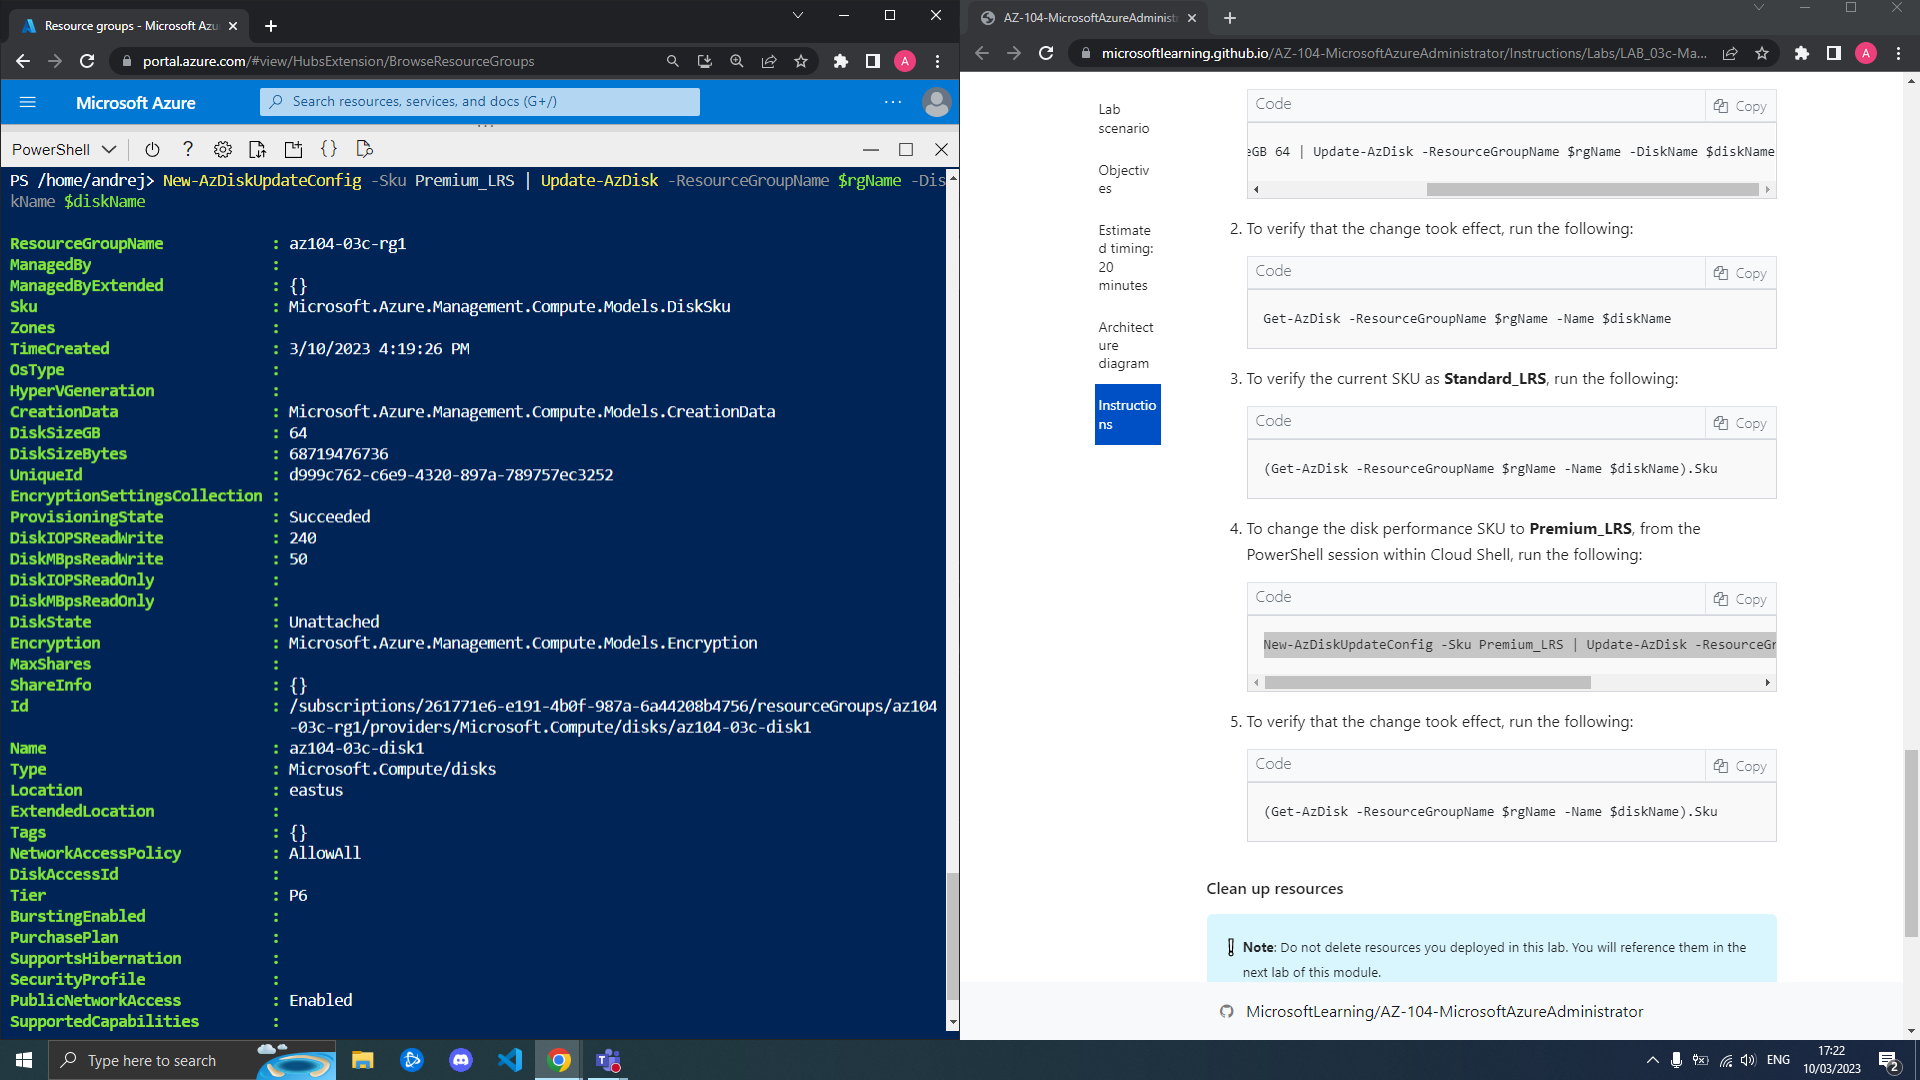 Resource groups - Microsoft Azu
portal.azure.com/#view/HubsExtension/BrowseResourceGroups
A
Microsoft Azure
Search resources, services, and docs (G+/)
PowerShell
PS /home/andrej> New-AzDiskUpdateConfig -Sku Premium_LRS | Update-AzDisk -ResourceGroupName $rgName -Dis
kName $diskName
ResourceGroupName : az104-03c-rg1
ManagedBy :
ManagedByExtended : {}
Sku : Microsoft.Azure.Management.Compute.Models.DiskSku
Zones :
TimeCreated : 3/10/2023 4:19:26 PM
OsType :
HyperVGeneration :
CreationData : Microsoft.Azure.Management.Compute.Models.CreationData
DiskSizeGB : 64
DiskSizeBytes : 68719476736
UniqueId : d999c762-c6e9-4320-897a-789757ec3252
EncryptionSettingsCollection :
ProvisioningState : Succeeded
DiskIOPSReadWrite : 240
DiskMBpsReadWrite : 50
DiskIOPSReadOnly :
DiskMBpsReadOnly :
DiskState : Unattached
Encryption : Microsoft.Azure.Management.Compute.Models.Encryption
MaxShares :
ShareInfo : {}
Id : /subscriptions/261771e6-e191-4b0f-987a-6a44208b4756/resourceGroups/az104
-03c-rg1/providers/Microsoft.Compute/disks/az104-03c-disk1
Name : az104-03c-disk1
Type : Microsoft.Compute/disks
Location : eastus
ExtendedLocation :
Tags : {}
NetworkAccessPolicy : AllowAll
DiskAccessId :
Tier : P6
BurstingEnabled :
PurchasePlan :
SupportsHibernation :
SecurityProfile :
PublicNetworkAccess : Enabled
SupportedCapabilities :
AZ-104-MicrosoftAzureAdministr
microsoftlearning.github.io/AZ-104-MicrosoftAzureAdministrator/Instructions/Labs/LAB_03c-Ma...
A
Lab
scenario
Objectiv
es
Estimate
d timing:
20
minutes
Architect
ure
diagram
Instructio
ns
Code
Copy
eGB 64 | Update-AzDisk -ResourceGroupName $rgName -DiskName $diskName
2. To verify that the change took effect, run the following:
Code
Copy
Get-AzDisk -ResourceGroupName $rgName -Name $diskName
3. To verify the current SKU as Standard_LRS, run the following:
Code
Copy
(Get-AzDisk -ResourceGroupName $rgName -Name $diskName).Sku
4. To change the disk performance SKU to Premium_LRS, from the
PowerShell session within Cloud Shell, run the following:
Code
Copy
New-AzDiskUpdateConfig -Sku Premium_LRS | Update-AzDisk -ResourceGr
5. To verify that the change took effect, run the following:
Code
Copy
(Get-AzDisk -ResourceGroupName $rgName -Name $diskName).Sku
Clean up resources
Note: Do not delete resources you deployed in this lab. You will reference them in the
next lab of this module.
MicrosoftLearning/AZ-104-MicrosoftAzureAdministrator
Type here to search
ENG
17:22
10/03/2023
2